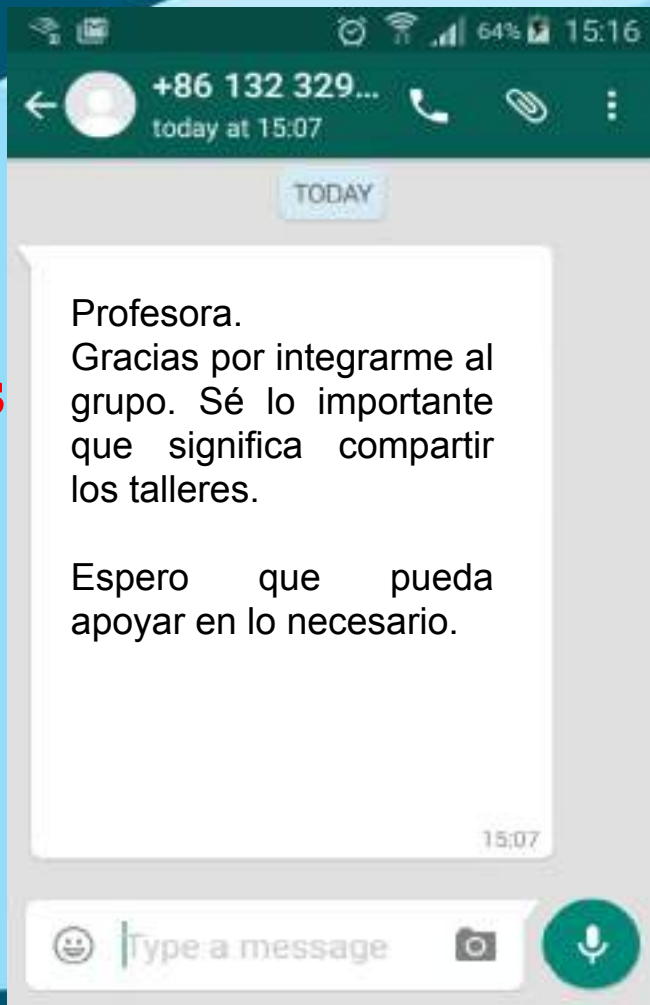 64% 15:16
+86 132 329...
today at 15:07
TODAY
Profesora.
Gracias por integrarme al
grupo. Sé lo importante
que significa compartir
los talleres.
Espero que pueda
apoyar en lo necesario.
15:07
Type a message